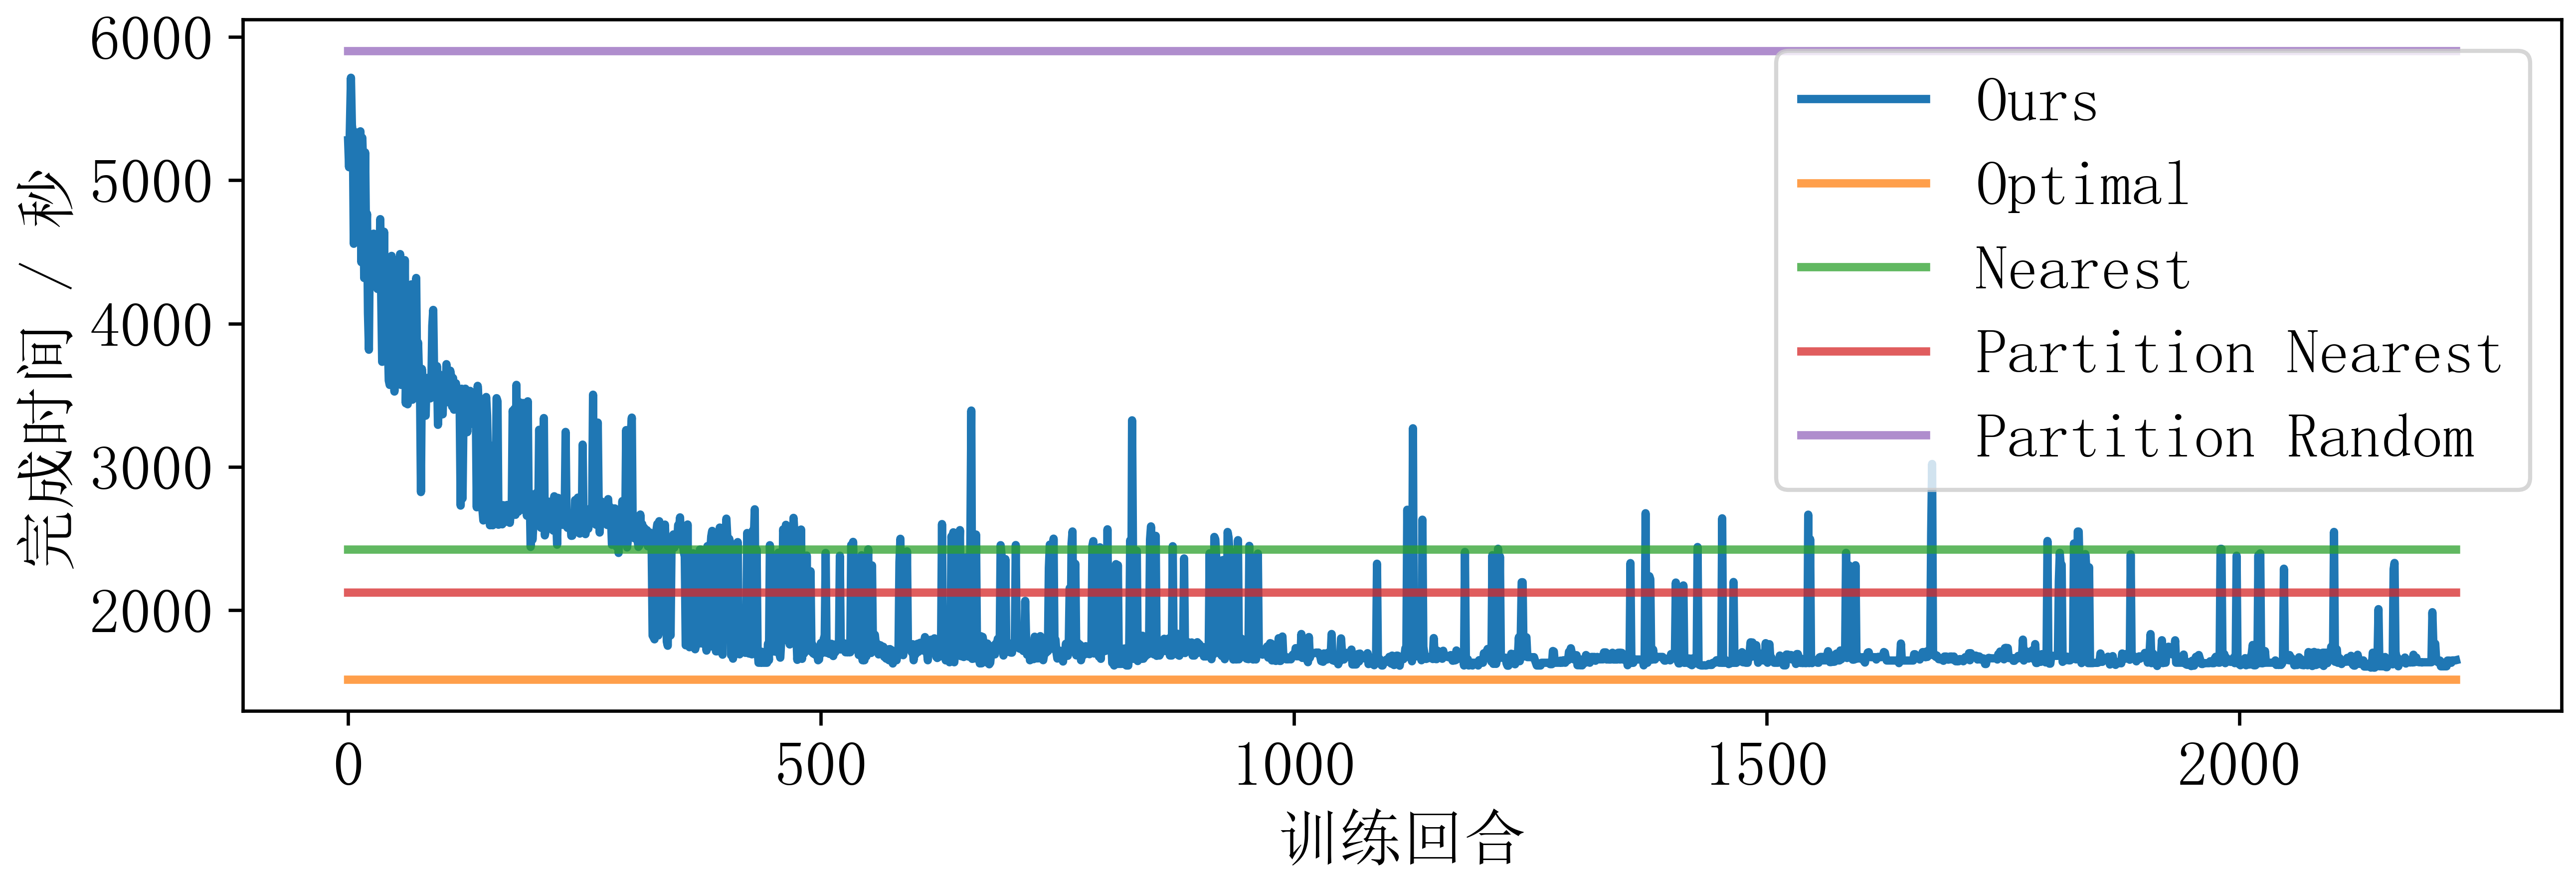 6000
5000
4000
3000
2000
完成时间 / 秒
0
500
1000
1500
2000
训练回合
Ours
Optimal
Nearest
Partition Nearest
Partition Random